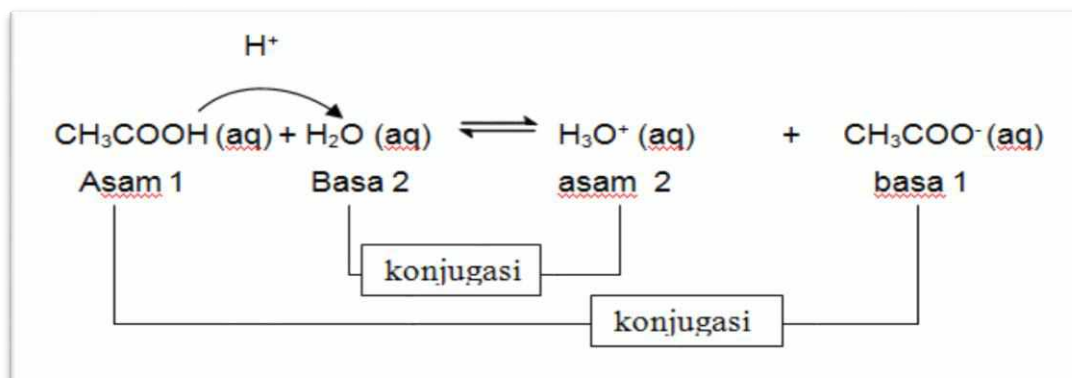 H⁺
CH₃COOH (aq) + H₂O (aq) ⇌ H₃O⁺ (aq) + CH₃COO⁻ (aq)
Asam 1 Basa 2 asam 2 basa 1
konjugasi
konjugasi